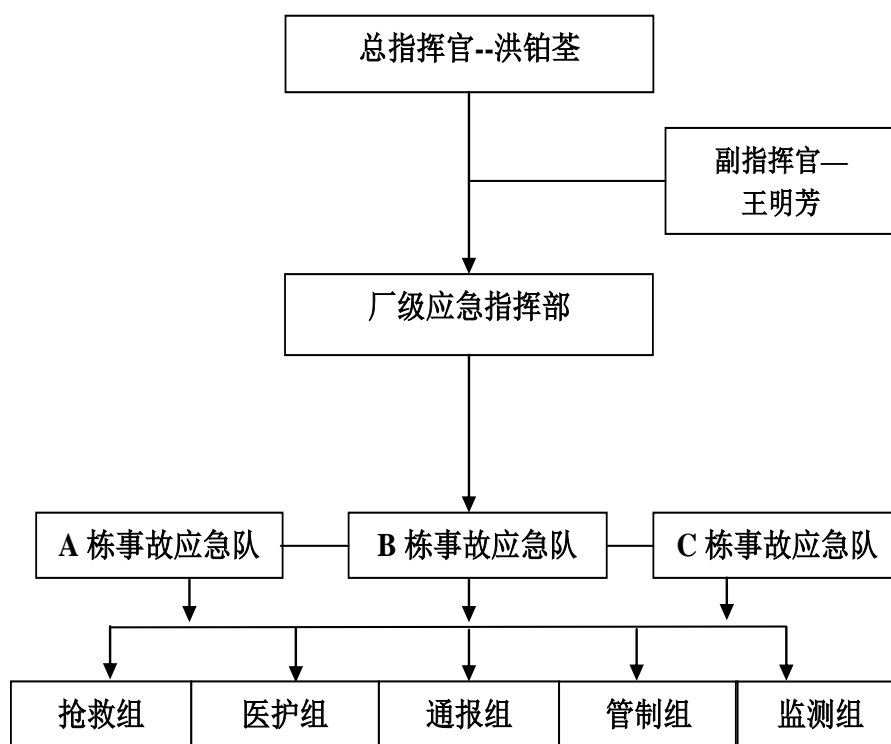 总指挥官--洪铂荃
副指挥官—
王明芳
厂级应急指挥部
A 栋事故应急队
B 栋事故应急队
C 栋事故应急队
抢救组
医护组
通报组
管制组
监测组